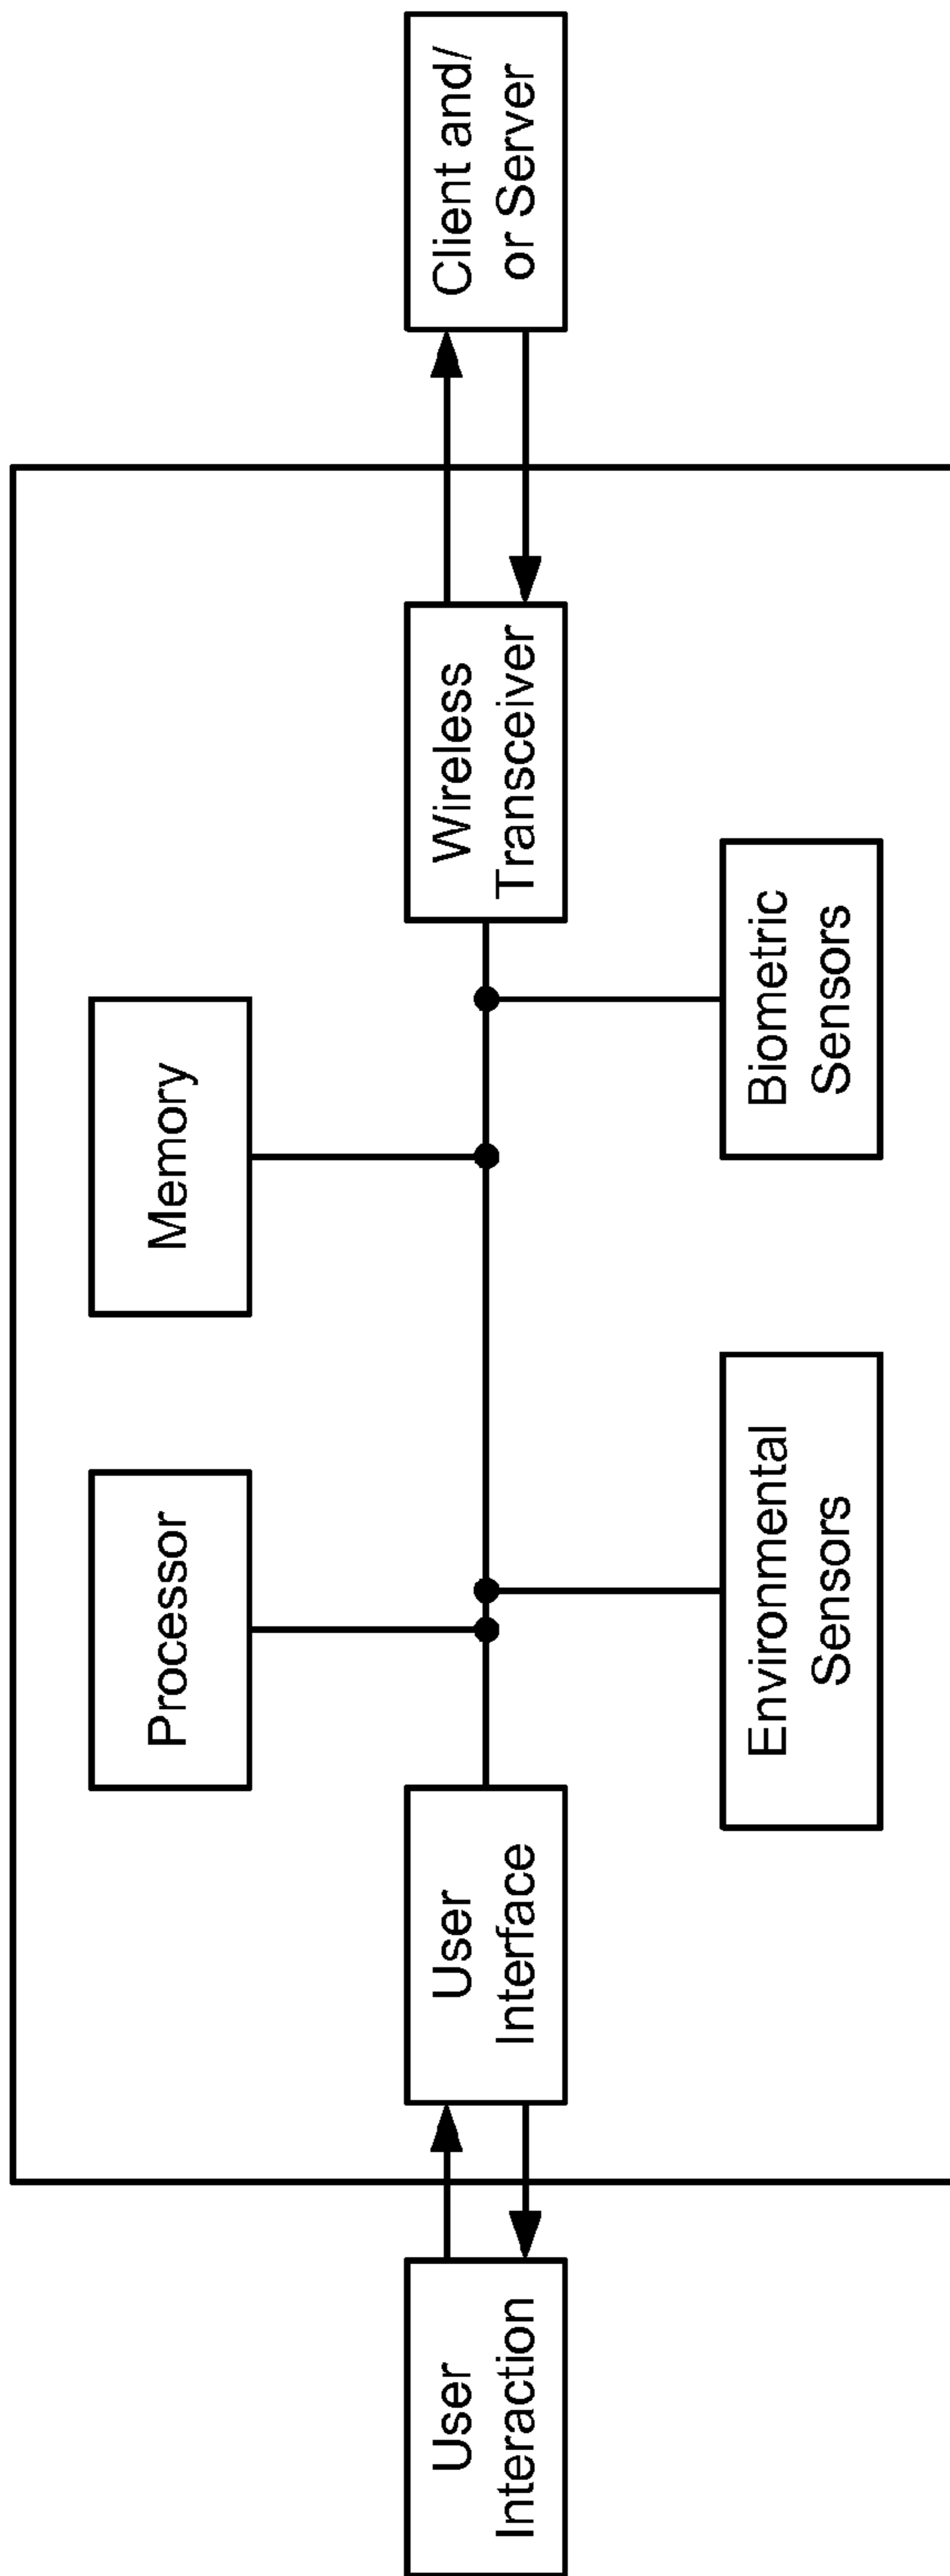 Processor
Memory
User
Interaction
User
Interface
Wireless
Transceiver
Client and/
or Server
Environmental
Sensors
Biometric
Sensors